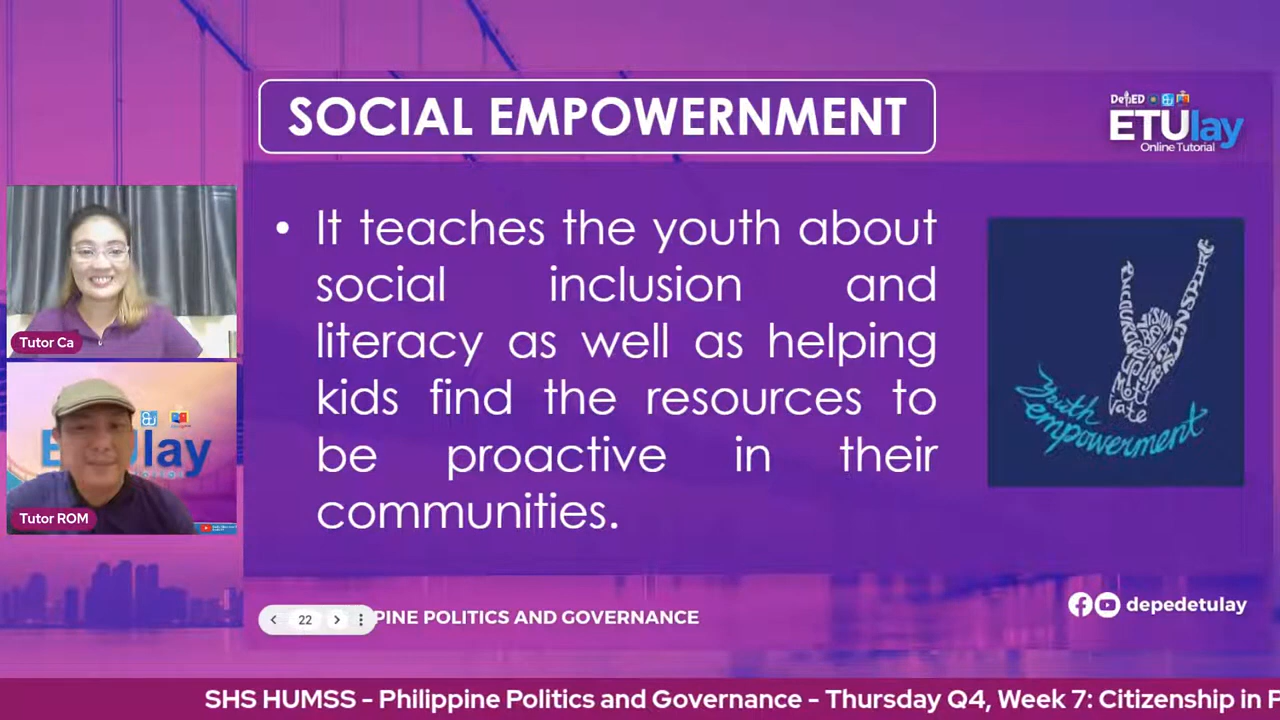 SOCIAL EMPOWERNMENT
DepED
ETUlay
Online Tutorial
• It teaches the youth about
social inclusion and
literacy as well as helping
kids find the resources to
be proactive in their
communities.
Tutor Ca
Tutor ROM
INSPIRE
Youth
empowerment
22
PINE POLITICS AND GOVERNANCE
depedetulay
SHS HUMSS – Philippine Politics and Governance – Thursday Q4, Week 7: Citizenship in P